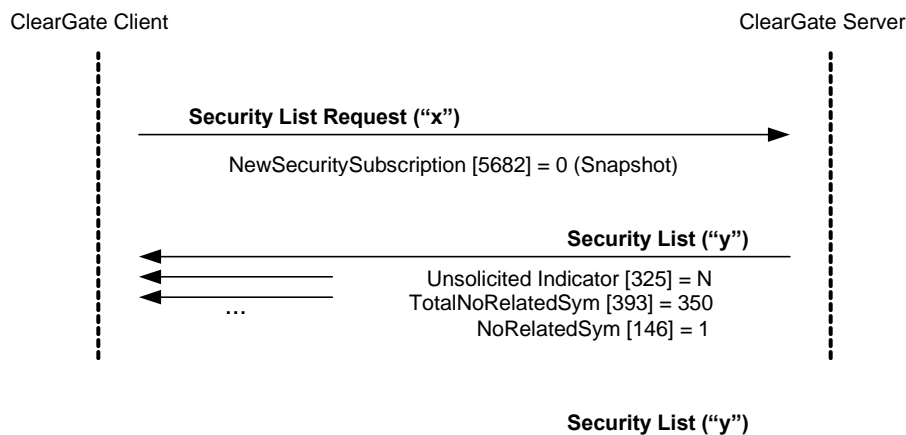 ClearGate Client
ClearGate Server
Security List Request (“x”)
NewSecuritySubscription [5682] = 0 (Snapshot)
Security List (“y”)
Unsolicited Indicator [325] = N
TotalNoRelatedSym [393] = 350
...
NoRelatedSym [146] = 1
Security List (“y”)